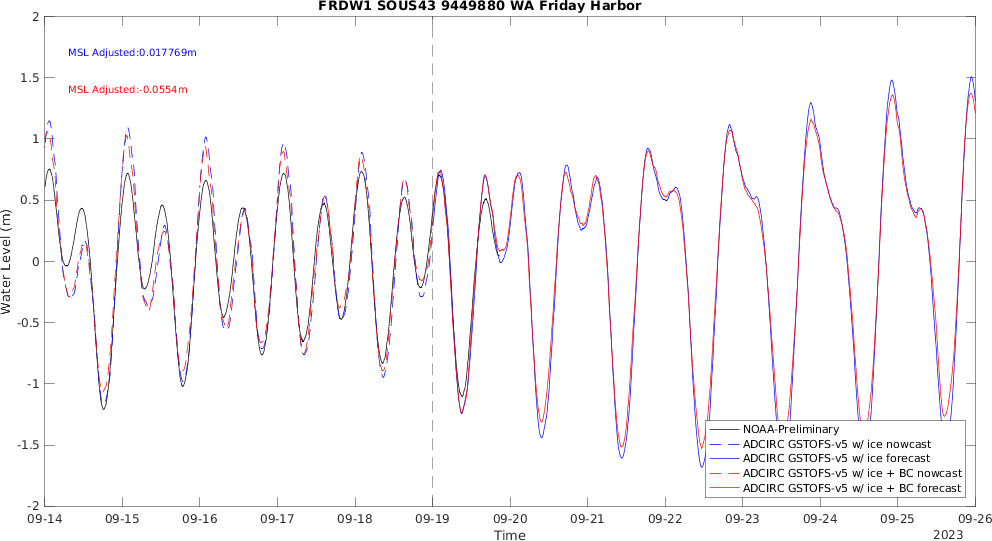 FRDW1 SOUS43 9449880 WA Friday Harbor
MSL Adjusted:0.017769m
MSL Adjusted:-0.0554m
Water Level (m)
2
1.5
1
0.5
0
-0.5
-1
-1.5
-2
NOAA-Preliminary
ADCIRC GSTOFS-v5 w/ ice nowcast
ADCIRC GSTOFS-v5 w/ ice forecast
ADCIRC GSTOFS-v5 w/ ice + BC nowcast
ADCIRC GSTOFS-v5 w/ ice + BC forecast
09-14 09-15 09-16 09-17 09-18 09-19 09-20 09-21 09-22 09-23 09-24 09-25 09-26
Time
2023